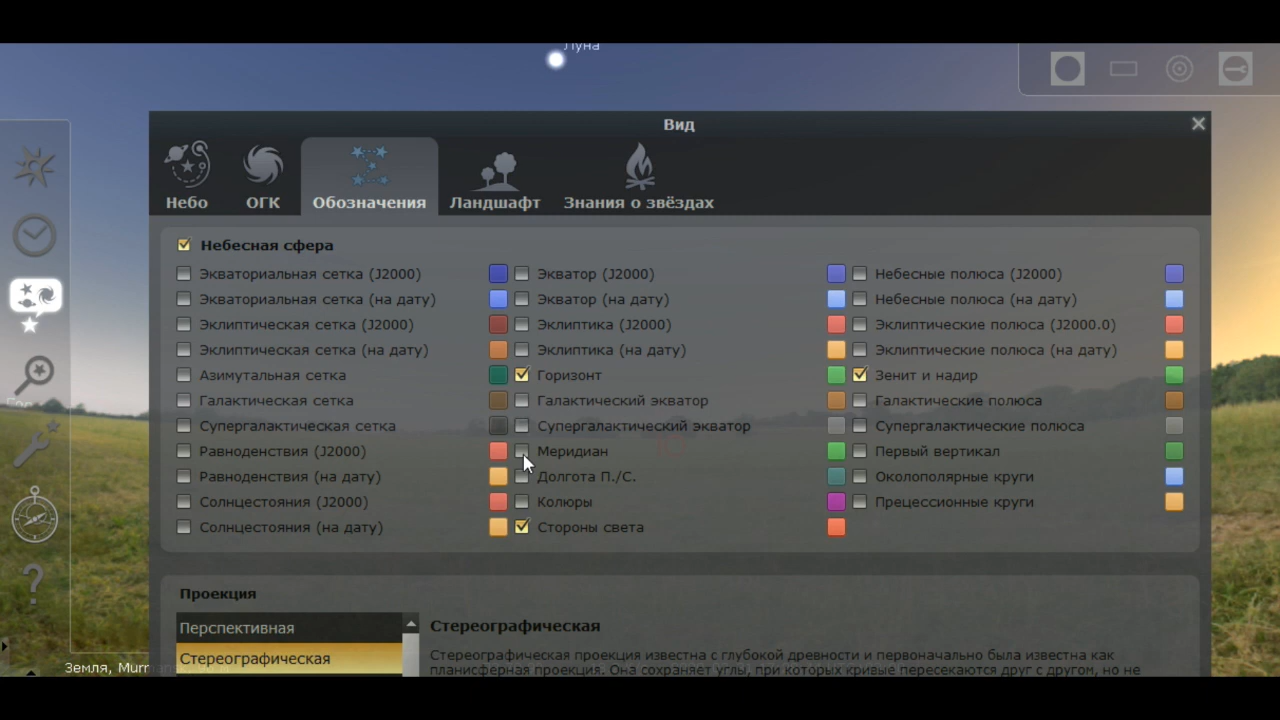 Луна
Вид
Небо
ОГК
Обозначения
Ландшафт
Знания о звёздах
Небесная сфера
Экваториальная сетка (J2000)
Экватор (J2000)
Небесные полюса (J2000)
Экваториальная сетка (на дату)
Экватор (на дату)
Небесные полюса (на дату)
Эклиптическая сетка (J2000)
Эклиптика (J2000)
Эклиптические полюса (J2000.0)
Эклиптическая сетка (на дату)
Эклиптика (на дату)
Эклиптические полюса (на дату)
Азимутальная сетка
Горизонт
Зенит и надир
Галактическая сетка
Галактический экватор
Галактические полюса
Супергалактическая сетка
Супергалактический экватор
Супергалактические полюса
Равноденствия (J2000)
Меридиан
Первый вертикал
Равноденствия (на дату)
Долгота П./С.
Околополярные круги
Солнцестояния (J2000)
Колюры
Прецессионные круги
Солнцестояния (на дату)
Стороны света
Проекция
Перспективная
Стереографическая
Стереографическая
Стереографическая проекция известна с глубокой древности и первоначально была известна как
планисферная проекция. Она сохраняет углы, при которых кривые пересекаются друг с другом, но не
Земля,